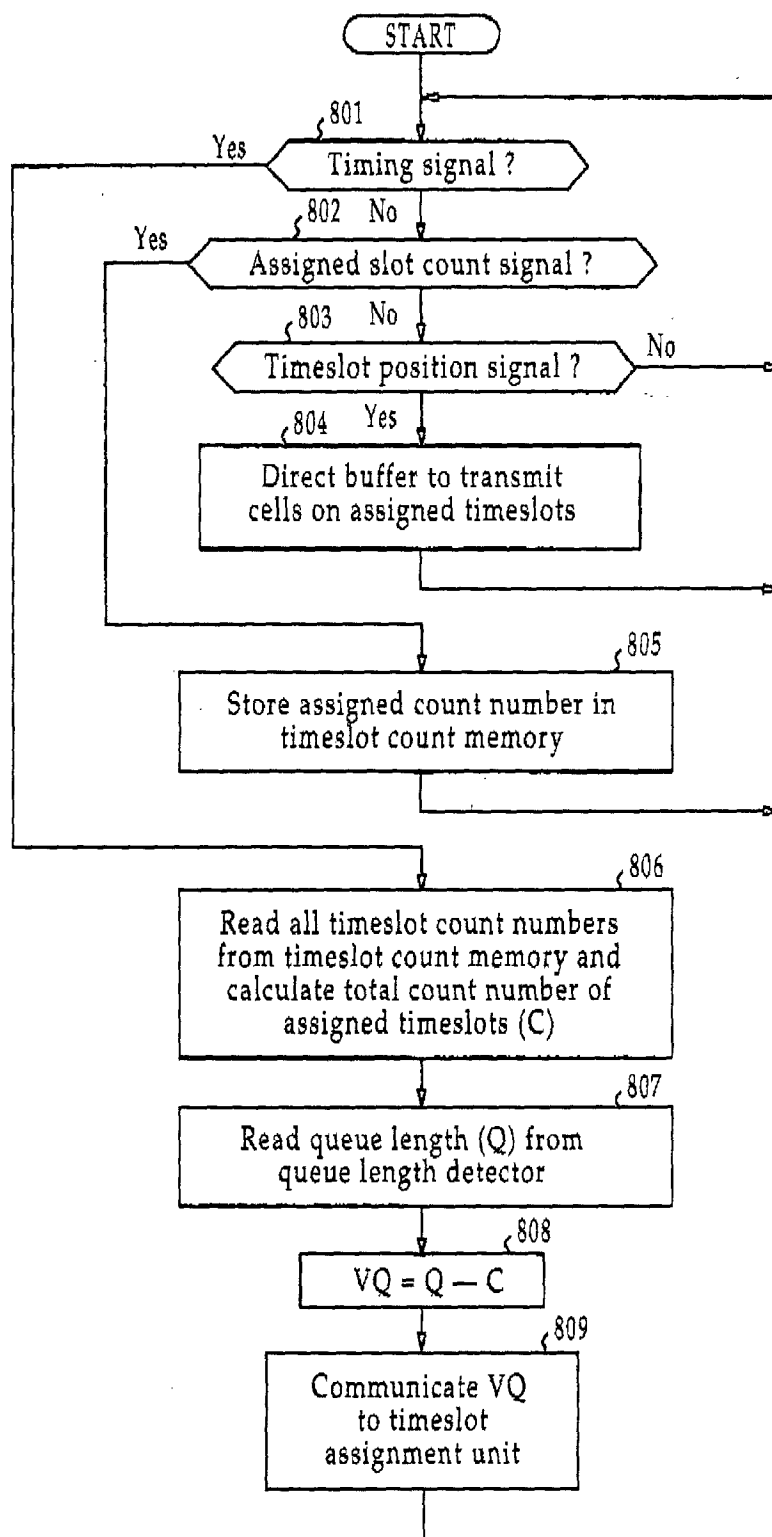 START
801
Yes
Timing signal ?
802
No
Yes
Assigned slot count signal ?
803
No
Timeslot position signal ?
No
804
Yes
Direct buffer to transmit
cells on assigned timeslots
805
Store assigned count number in
timeslot count memory
806
Read all timeslot count numbers
from timeslot count memory and
calculate total count number of
assigned timeslots (C)
807
Read queue length (Q) from
queue length detector
808
VQ = Q — C
809
Communicate VQ
to timeslot
assignment unit